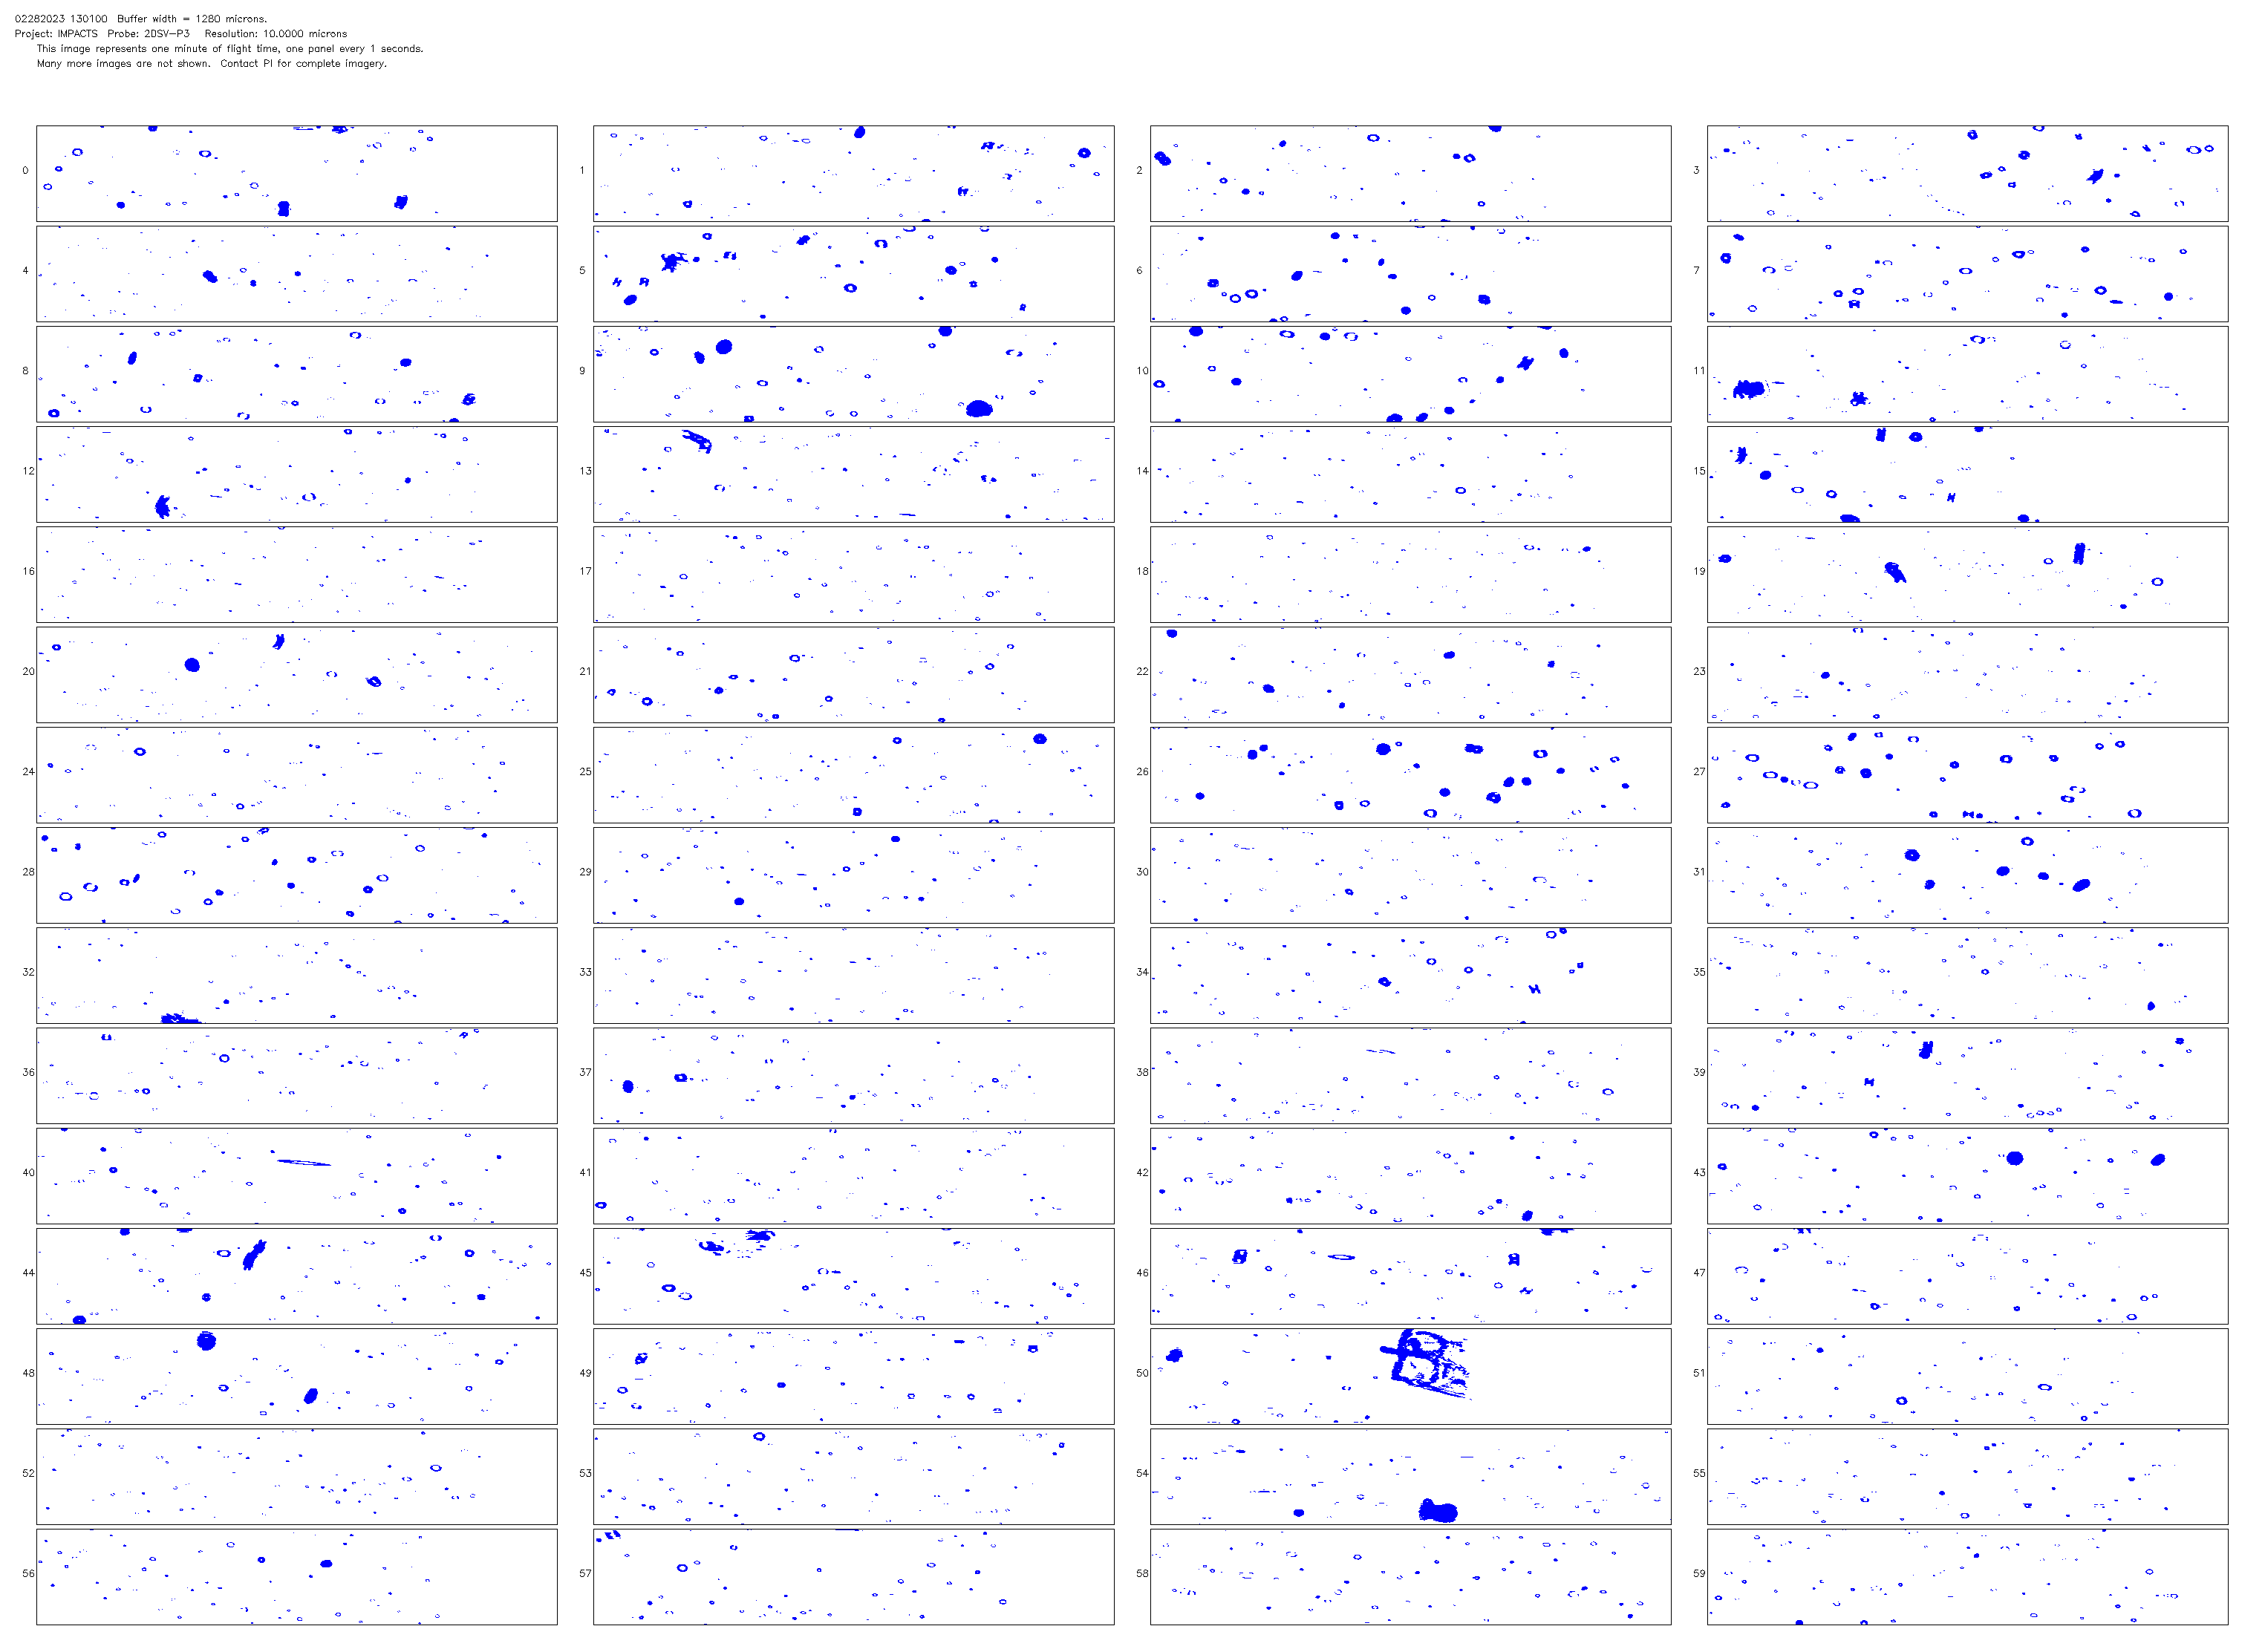 02282023 130100  Buffer width = 1280 microns.
Project: IMPACTS  Probe: 2DSV-P3  Resolution: 10.0000 microns
This image represents one minute of flight time, one panel every 1 seconds.
Many more images are not shown.  Contact PI for complete imagery.
0 1 2 3
4 5 6 7
8 9 10 11
12 13 14 15
16 17 18 19
20 21 22 23
24 25 26 27
28 29 30 31
32 33 34 35
36 37 38 39
40 41 42 43
44 45 46 47
48 49 50 51
52 53 54 55
56 57 58 59